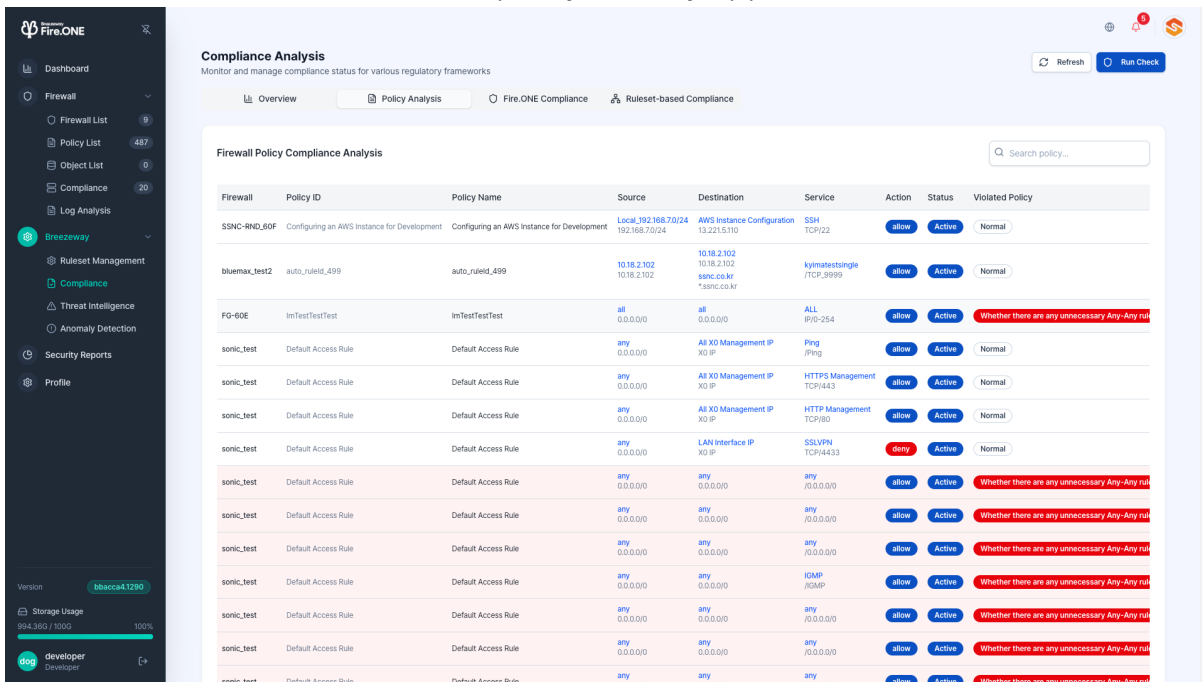 Breezeway
Fire.ONE
5
Dashboard
Firewall
Firewall List 9
Policy List 487
Object List 0
Compliance 20
Log Analysis
Breezeway
Ruleset Management
Compliance
Threat Intelligence
Anomaly Detection
Security Reports
Profile
Version bbacca4.1290
Storage Usage
994.36G / 100G 100%
dog developer
Developer
Compliance Analysis
Monitor and manage compliance status for various regulatory frameworks
Refresh Run Check
Overview Policy Analysis Fire.ONE Compliance Ruleset-based Compliance
Firewall Policy Compliance Analysis
Search policy...
Firewall Policy ID Policy Name Source Destination Service Action Status Violated Policy
SSNC-RND_60F Configuring an AWS Instance for Development Configuring an AWS Instance for Development Local_192.168.7.0/24 AWS Instance Configuration SSH allow Active Normal
192.168.7.0/24 13.221.5.110 TCP/22
10.18.2.102
bluemax_test2 auto_ruleId_499 auto_ruleId_499 10.18.2.102 10.18.2.102 kyimatestsingle allow Active Normal
10.18.2.102 ssnc.co.kr /TCP_9999
*.ssnc.co.kr
FG-60E ImTestTestTest ImTestTestTest all all ALL allow Active Whether there are any unnecessary Any-Any rul
0.0.0.0/0 0.0.0.0/0 IP/0-254
sonic_test Default Access Rule Default Access Rule any All X0 Management IP Ping allow Active Normal
0.0.0.0/0 X0 IP /Ping
sonic_test Default Access Rule Default Access Rule any All X0 Management IP HTTPS Management allow Active Normal
0.0.0.0/0 X0 IP TCP/443
sonic_test Default Access Rule Default Access Rule any All X0 Management IP HTTP Management allow Active Normal
0.0.0.0/0 X0 IP TCP/80
sonic_test Default Access Rule Default Access Rule any LAN Interface IP SSLVPN deny Active Normal
0.0.0.0/0 X0 IP TCP/4433
sonic_test Default Access Rule Default Access Rule any any any allow Active Whether there are any unnecessary Any-Any rul
0.0.0.0/0 0.0.0.0/0 /0.0.0.0/0
sonic_test Default Access Rule Default Access Rule any any any allow Active Whether there are any unnecessary Any-Any rul
0.0.0.0/0 0.0.0.0/0 /0.0.0.0/0
sonic_test Default Access Rule Default Access Rule any any any allow Active Whether there are any unnecessary Any-Any rul
0.0.0.0/0 0.0.0.0/0 /0.0.0.0/0
sonic_test Default Access Rule Default Access Rule any any IGMP allow Active Whether there are any unnecessary Any-Any rul
0.0.0.0/0 0.0.0.0/0 /IGMP
sonic_test Default Access Rule Default Access Rule any any any allow Active Whether there are any unnecessary Any-Any rul
0.0.0.0/0 0.0.0.0/0 /0.0.0.0/0
sonic_test Default Access Rule Default Access Rule any any any allow Active Whether there are any unnecessary Any-Any rul
0.0.0.0/0 0.0.0.0/0 /0.0.0.0/0
sonic_test Default Access Rule Default Access Rule any any any allow Active Whether there are any unnecessary Any-Any rul